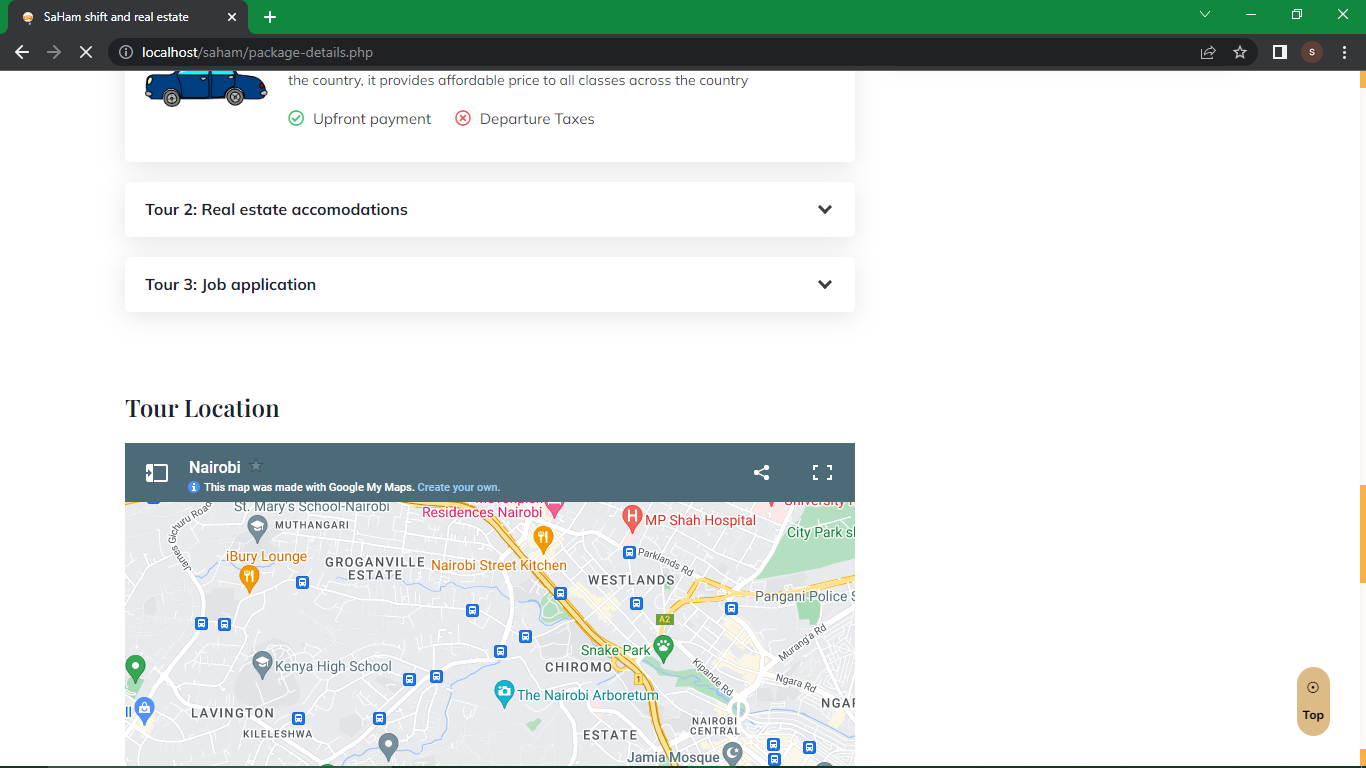 SaHam shift and real estate
localhost/saham/package-details.php
S
the country, it provides affordable price to all classes across the country
Upfront payment
Departure Taxes
Tour 2: Real estate accomodations
Tour 3: Job application
Tour Location
Nairobi
This map was made with Google My Maps. Create your own.
James Gichuru Road
St. Mary's School-Nairobi
MUTHANGARI
Residences Nairobi
MP Shah Hospital
City Park
iBury Lounge
GROGANVILLE
ESTATE
Nairobi Street Kitchen
Parklands Rd
WESTLANDS
Pangani Police S
A2
Snake Park
Murang'a Rd
Kenya High School
CHIROMO
1
Kipande Rd
Ngara Rd
The Nairobi Arboretum
LAVINGTON
KILELESHWA
NGAR
NAIROBI
CENTRAL
ESTATE
Jamia Mosque
Top